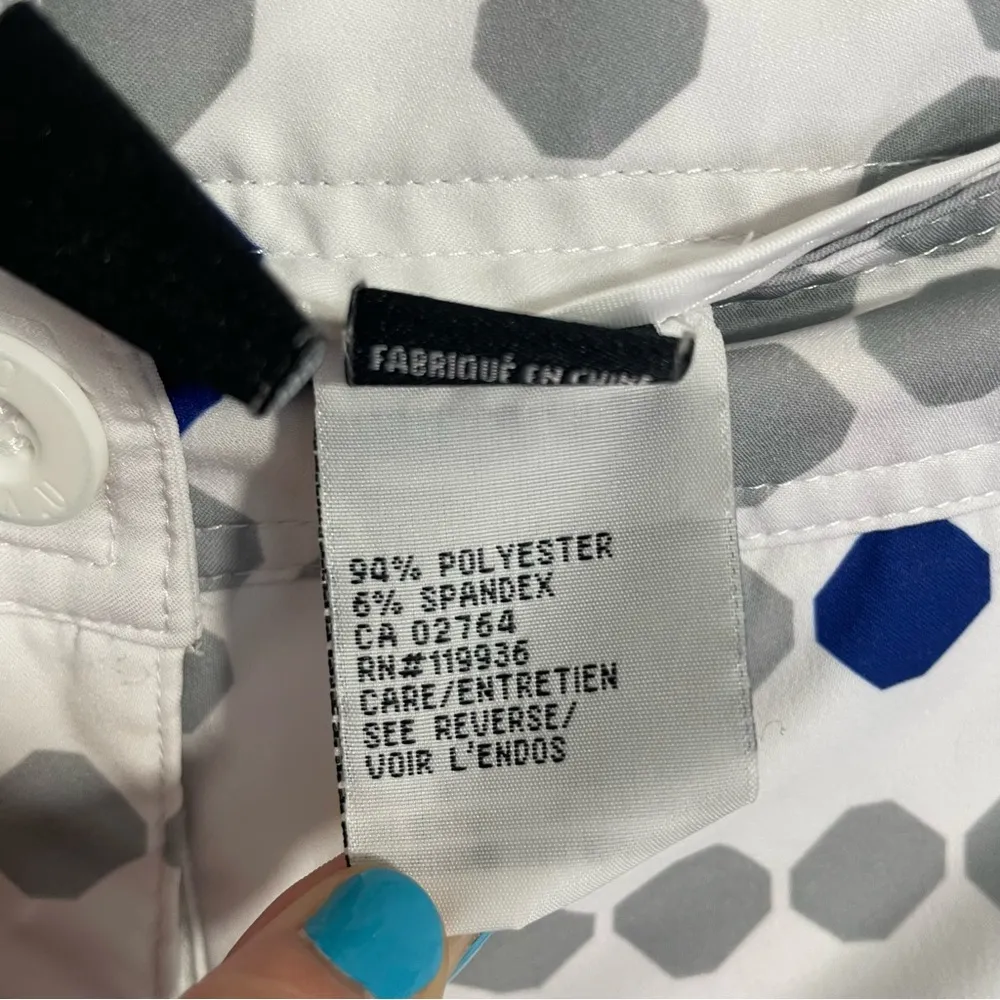 FABRIQUÉ EN CHINE
94% POLYESTER
6% SPANDEX
CA 02764
RN#119936
CARE/ENTRETIEN
SEE REVERSE/
VOIR L'ENDOS